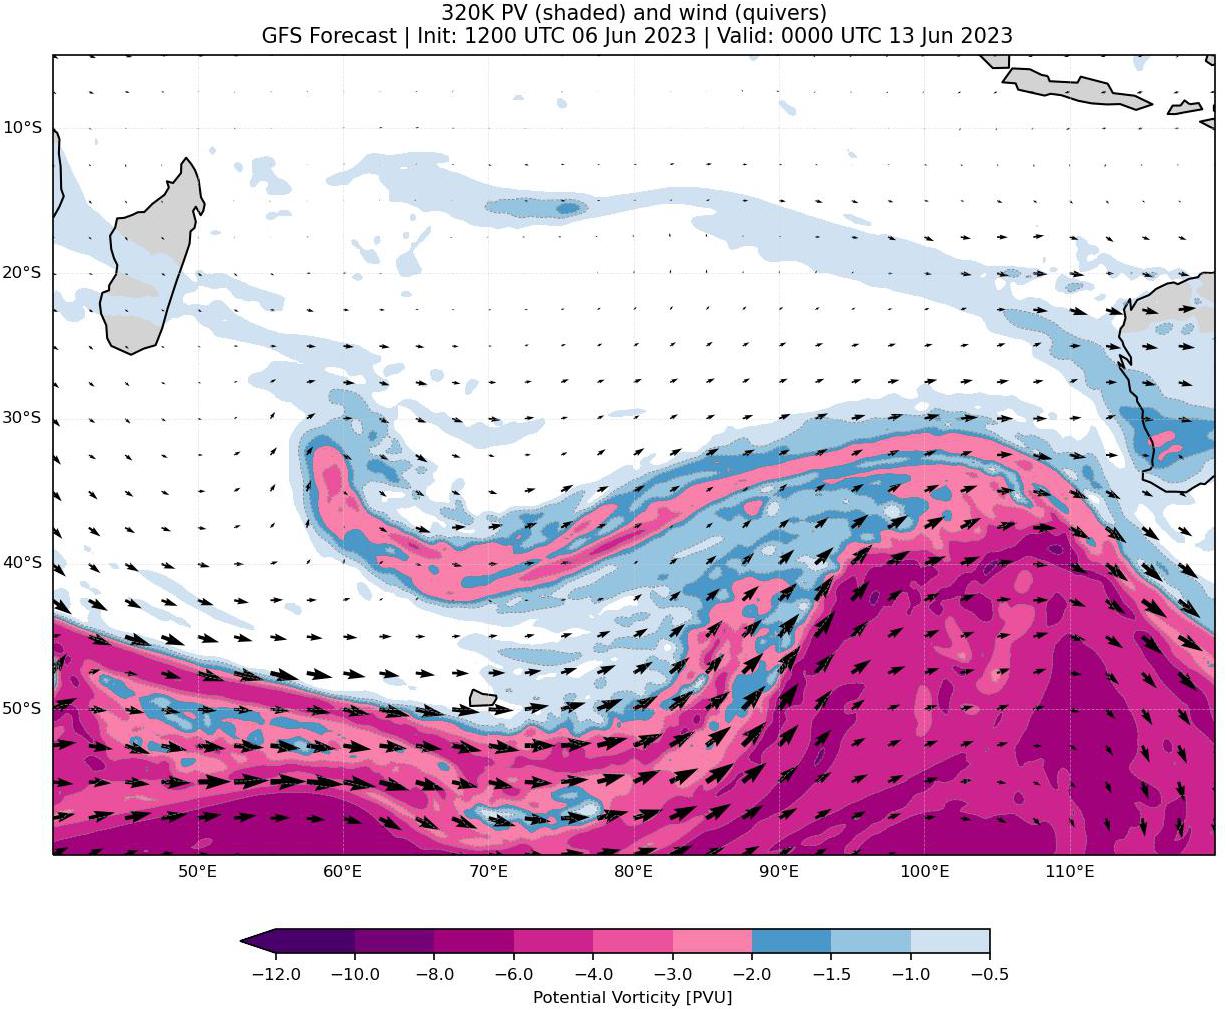 320K PV (shaded) and wind (quivers)
GFS Forecast | Init: 1200 UTC 06 Jun 2023 | Valid: 0000 UTC 13 Jun 2023
10°S
20°S
30°S
40°S
50°S
50°E 60°E 70°E 80°E 90°E 100°E 110°E
−12.0 −10.0 −8.0 −6.0 −4.0 −3.0 −2.0 −1.5 −1.0 −0.5
Potential Vorticity [PVU]